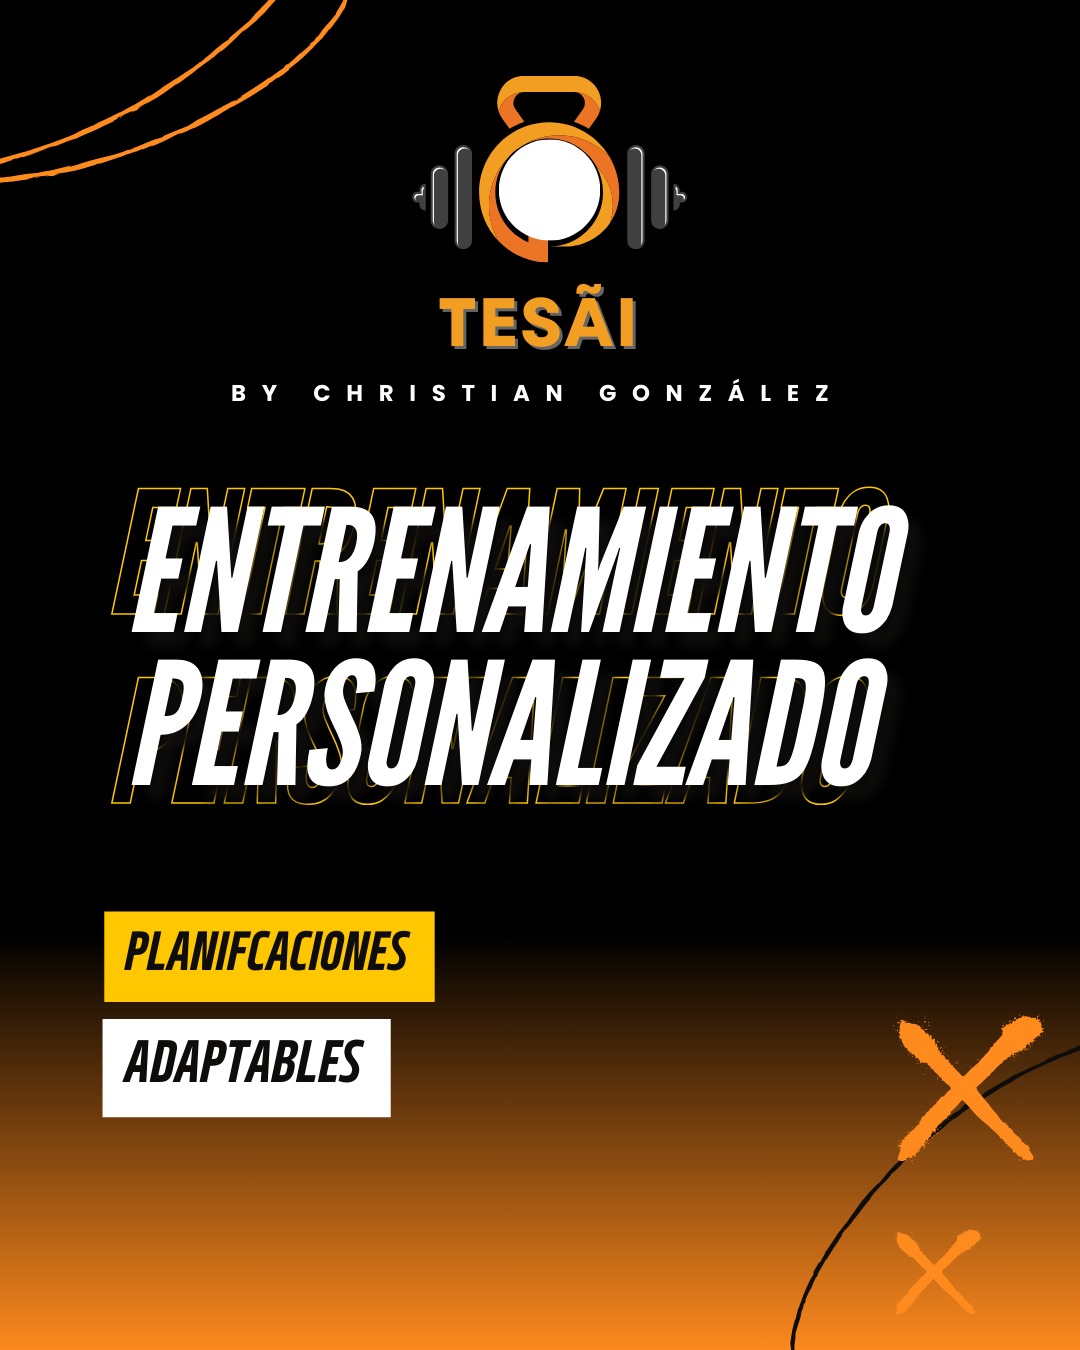 TESÃI
BY CHRISTIAN GONZÁLEZ
ENTRENAMIENTO
PERSONALIZADO
PLANIFCACIONES
ADAPTABLES